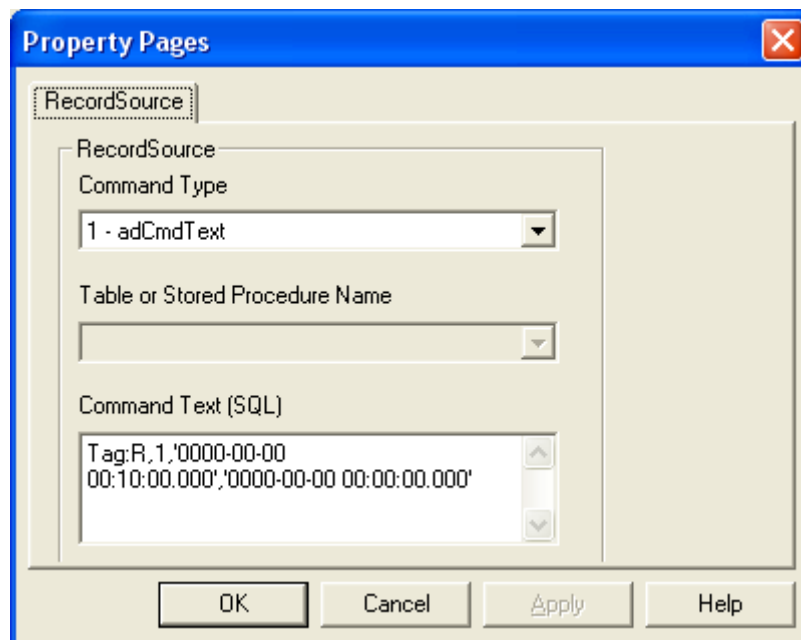 Property Pages
RecordSource
RecordSource
Command Type
1 - adCmdText
Table or Stored Procedure Name
Command Text (SQL)
Tag:R,1,'0000-00-00
00:10:00.000','0000-00-00 00:00:00.000'
OK Cancel Apply Help